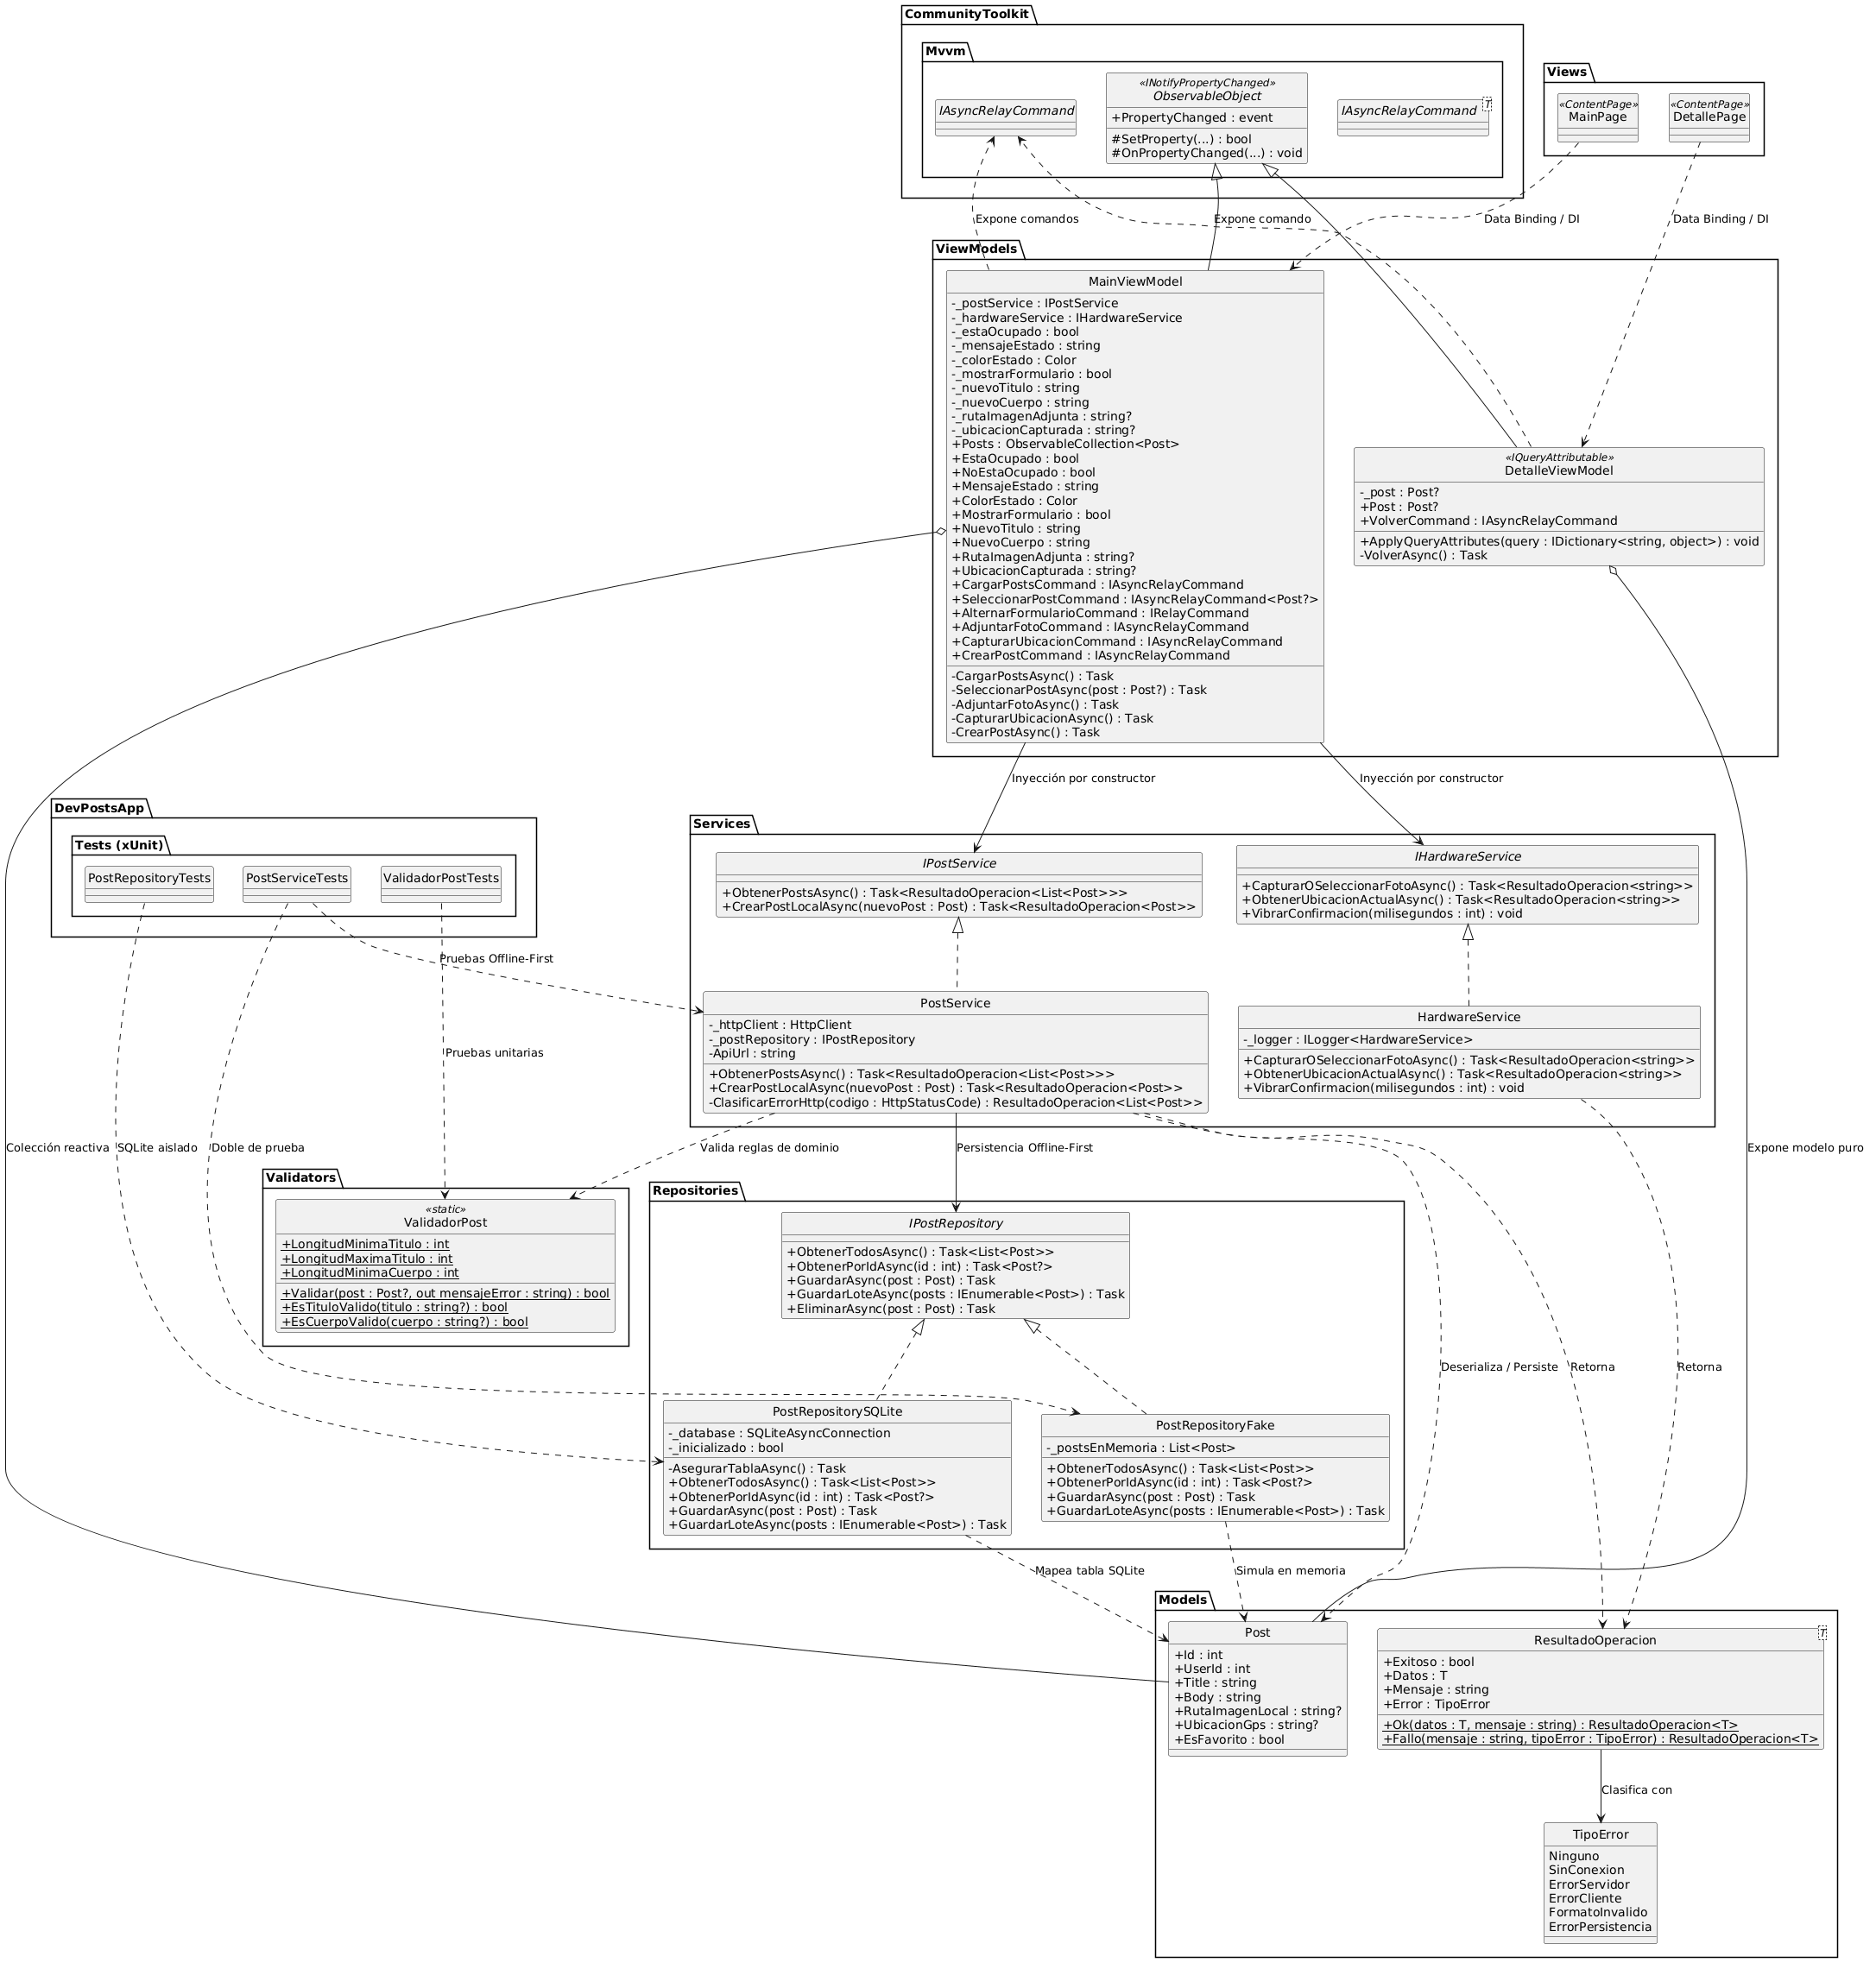 CommunityToolkit
Mvvm
IAsyncRelayCommand
«INotifyPropertyChanged»
ObservableObject
+PropertyChanged : event
#SetProperty(...) : bool
#OnPropertyChanged(...) : void
IAsyncRelayCommand
T
Views
«ContentPage»
MainPage
«ContentPage»
DetallePage
Expone comandos
Expone comando
Data Binding / DI
Data Binding / DI
ViewModels
MainViewModel
-_postService : IPostService
-_hardwareService : IHardwareService
-_estaOcupado : bool
-_mensajeEstado : string
-_colorEstado : Color
-_mostrarFormulario : bool
-_nuevoTitulo : string
-_nuevoCuerpo : string
-_rutaImagenAdjunta : string?
-_ubicacionCapturada : string?
+Posts : ObservableCollection<Post>
+EstaOcupado : bool
+NoEstaOcupado : bool
+MensajeEstado : string
+ColorEstado : Color
+MostrarFormulario : bool
+NuevoTitulo : string
+NuevoCuerpo : string
+RutaImagenAdjunta : string?
+UbicacionCapturada : string?
+CargarPostsCommand : IAsyncRelayCommand
+SeleccionarPostCommand : IAsyncRelayCommand<Post?>
+AlternarFormularioCommand : IRelayCommand
+AdjuntarFotoCommand : IAsyncRelayCommand
+CapturarUbicacionCommand : IAsyncRelayCommand
+CrearPostCommand : IAsyncRelayCommand
-CargarPostsAsync() : Task
-SeleccionarPostAsync(post : Post?) : Task
-AdjuntarFotoAsync() : Task
-CapturarUbicacionAsync() : Task
-CrearPostAsync() : Task
«IQueryAttributable»
DetalleViewModel
-_post : Post?
+Post : Post?
+VolverCommand : IAsyncRelayCommand
+ApplyQueryAttributes(query : IDictionary<string, object>) : void
-VolverAsync() : Task
Inyección por constructor
Inyección por constructor
DevPostsApp
Tests (xUnit)
PostRepositoryTests
PostServiceTests
ValidadorPostTests
Services
IPostService
+ObtenerPostsAsync() : Task<ResultadoOperacion<List<Post>>>
+CrearPostLocalAsync(nuevoPost : Post) : Task<ResultadoOperacion<Post>>
IHardwareService
+CapturarOSeleccionarFotoAsync() : Task<ResultadoOperacion<string>>
+ObtenerUbicacionActualAsync() : Task<ResultadoOperacion<string>>
+VibrarConfirmacion(milisegundos : int) : void
Pruebas Offline-First
PostService
-_httpClient : HttpClient
-_postRepository : IPostRepository
-ApiUrl : string
+ObtenerPostsAsync() : Task<ResultadoOperacion<List<Post>>>
+CrearPostLocalAsync(nuevoPost : Post) : Task<ResultadoOperacion<Post>>
-ClasificarErrorHttp(codigo : HttpStatusCode) : ResultadoOperacion<List<Post>>
HardwareService
-_logger : ILogger<HardwareService>
+CapturarOSeleccionarFotoAsync() : Task<ResultadoOperacion<string>>
+ObtenerUbicacionActualAsync() : Task<ResultadoOperacion<string>>
+VibrarConfirmacion(milisegundos : int) : void
Pruebas unitarias
Colección reactiva
SQLite aislado
Doble de prueba
Valida reglas de dominio
Persistencia Offline-First
Expone modelo puro
Validators
«static»
ValidadorPost
+LongitudMinimaTitulo : int
+LongitudMaximaTitulo : int
+LongitudMinimaCuerpo : int
+Validar(post : Post?, out mensajeError : string) : bool
+EsTituloValido(titulo : string?) : bool
+EsCuerpoValido(cuerpo : string?) : bool
Repositories
IPostRepository
+ObtenerTodosAsync() : Task<List<Post>>
+ObtenerPorIdAsync(id : int) : Task<Post?>
+GuardarAsync(post : Post) : Task
+GuardarLoteAsync(posts : IEnumerable<Post>) : Task
+EliminarAsync(post : Post) : Task
Deserializa / Persiste
Retorna
Retorna
PostRepositorySQLite
-_database : SQLiteAsyncConnection
-_inicializado : bool
-AsegurarTablaAsync() : Task
+ObtenerTodosAsync() : Task<List<Post>>
+ObtenerPorIdAsync(id : int) : Task<Post?>
+GuardarAsync(post : Post) : Task
+GuardarLoteAsync(posts : IEnumerable<Post>) : Task
PostRepositoryFake
-_postsEnMemoria : List<Post>
+ObtenerTodosAsync() : Task<List<Post>>
+ObtenerPorIdAsync(id : int) : Task<Post?>
+GuardarAsync(post : Post) : Task
+GuardarLoteAsync(posts : IEnumerable<Post>) : Task
Mapea tabla SQLite
Simula en memoria
Models
Post
+Id : int
+UserId : int
+Title : string
+Body : string
+RutaImagenLocal : string?
+UbicacionGps : string?
+EsFavorito : bool
ResultadoOperacion
T
+Exitoso : bool
+Datos : T
+Mensaje : string
+Error : TipoError
+Ok(datos : T, mensaje : string) : ResultadoOperacion<T>
+Fallo(mensaje : string, tipoError : TipoError) : ResultadoOperacion<T>
Clasifica con
TipoError
Ninguno
SinConexion
ErrorServidor
ErrorCliente
FormatoInvalido
ErrorPersistencia